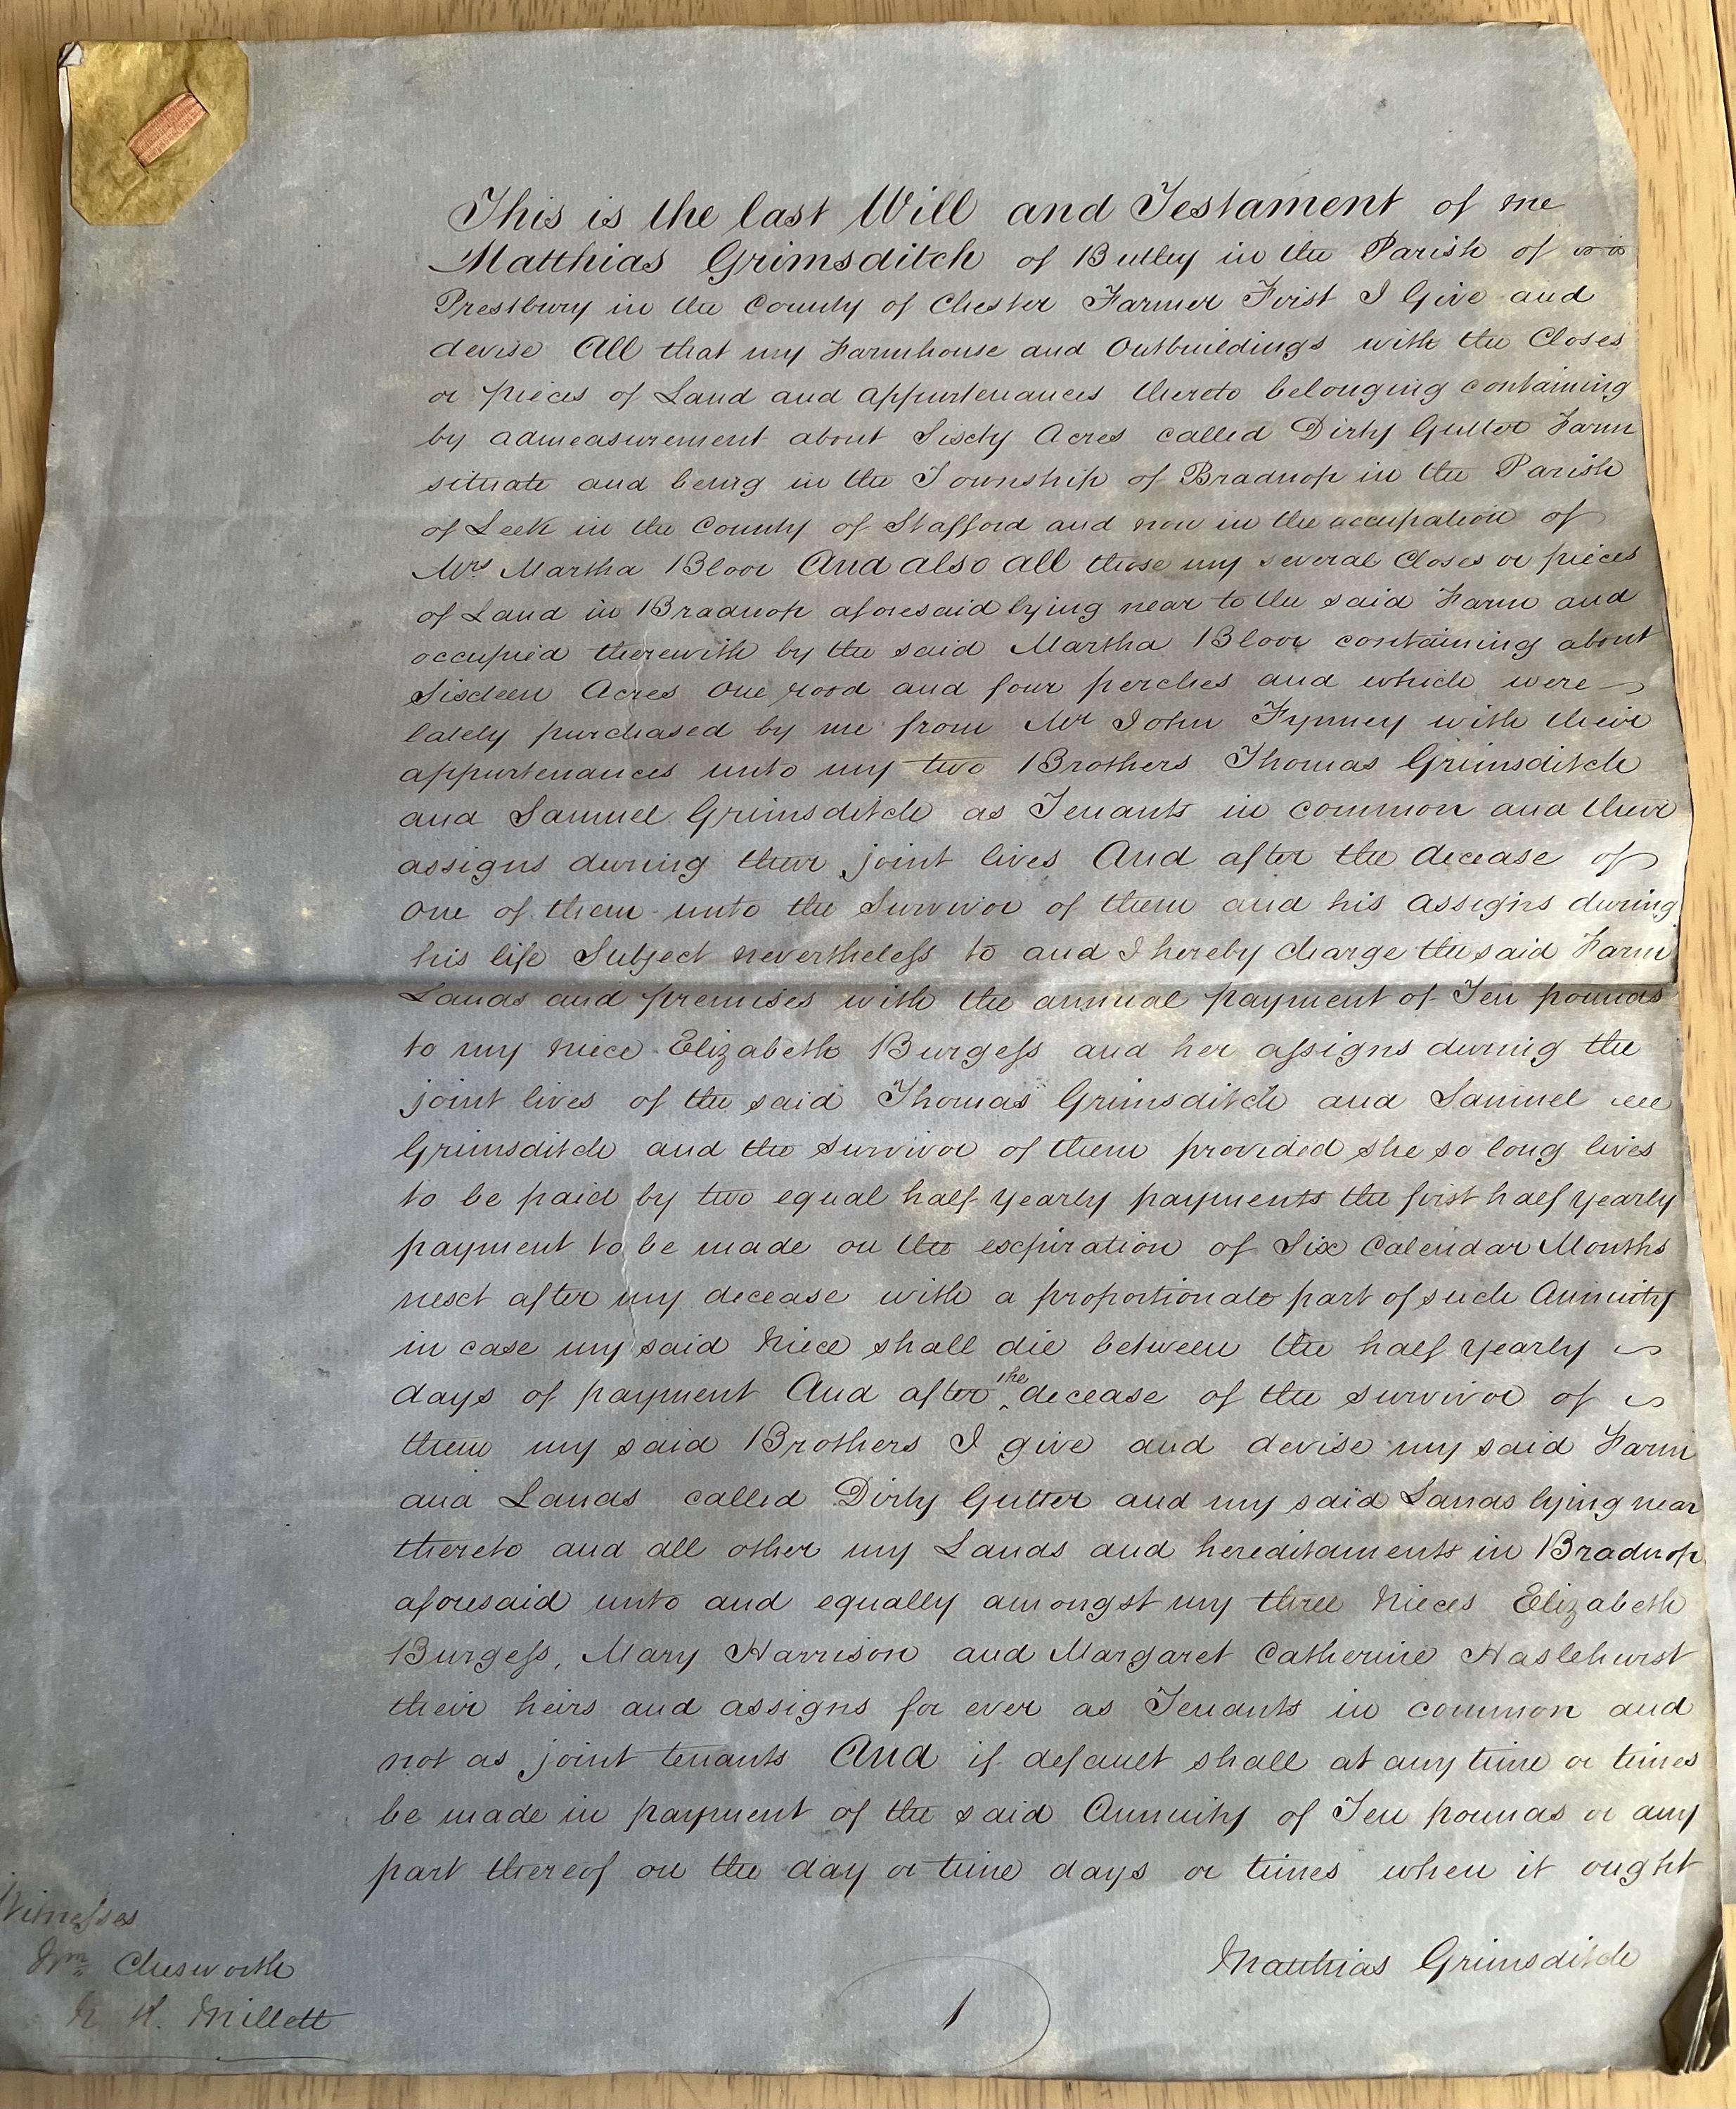 This is the last Will and Testament of me
Matthias Grimsditch of Butley in the Parish of
Prestbury in the County of Chester Farmer First I Give and
devise All that my Farmhouse and Outbuildings with the Closes
or pieces of Land and appurtenances thereto belonging containing
by admeasurement about Sixty Acres called Dirty Gutter Farm
situate and being in the Township of Bradnop in the Parish
of Leek in the County of Stafford and now in the occupation of
Mrs Martha Bloor And also all those my several Closes or pieces
of Land in Bradnop aforesaid lying near to the said Farm and
occupied therewith by the said Martha Bloor containing about
Sixteen Acres One rood and four perches and which were
lately purchased by me from Mr John Fynney with their
appurtenances unto my two Brothers Thomas Grimsditch
and Samuel Grimsditch as Tenants in common and their
assigns during their joint lives And after the decease of
one of them unto the Survivor of them and his assigns during
his life Subject nevertheless to and I hereby charge the said Farm
Lands and premises with the annual payment of Ten pounds
to my Niece Elizabeth Burgess and her assigns during the
joint lives of the said Thomas Grimsditch and Samuel
Grimsditch and the survivor of them provided she so long lives
to be paid by two equal half yearly payments the first half yearly
payment to be made on the expiration of Six Calendar Months
next after my decease with a proportionate part of such Annuity
in case my said Niece shall die between the half yearly
days of payment And after the decease of the survivor of
them my said Brothers I give and devise my said Farm
and Lands called Dirty Gutter and my said Lands lying near
thereto and all other my Lands and hereditaments in Bradnop
aforesaid unto and equally amongst my three Nieces Elizabeth
Burgess, Mary Harrison and Margaret Catherine Haslehurst
their heirs and assigns for ever as Tenants in common and
not as joint tenants And if default shall at any time or times
be made in payment of the said Annuity of Ten pounds or any
part thereof on the day or time days or times when it ought
Witnesses
Wm Clusworth
H. Millett
Matthias Grimsditch
1